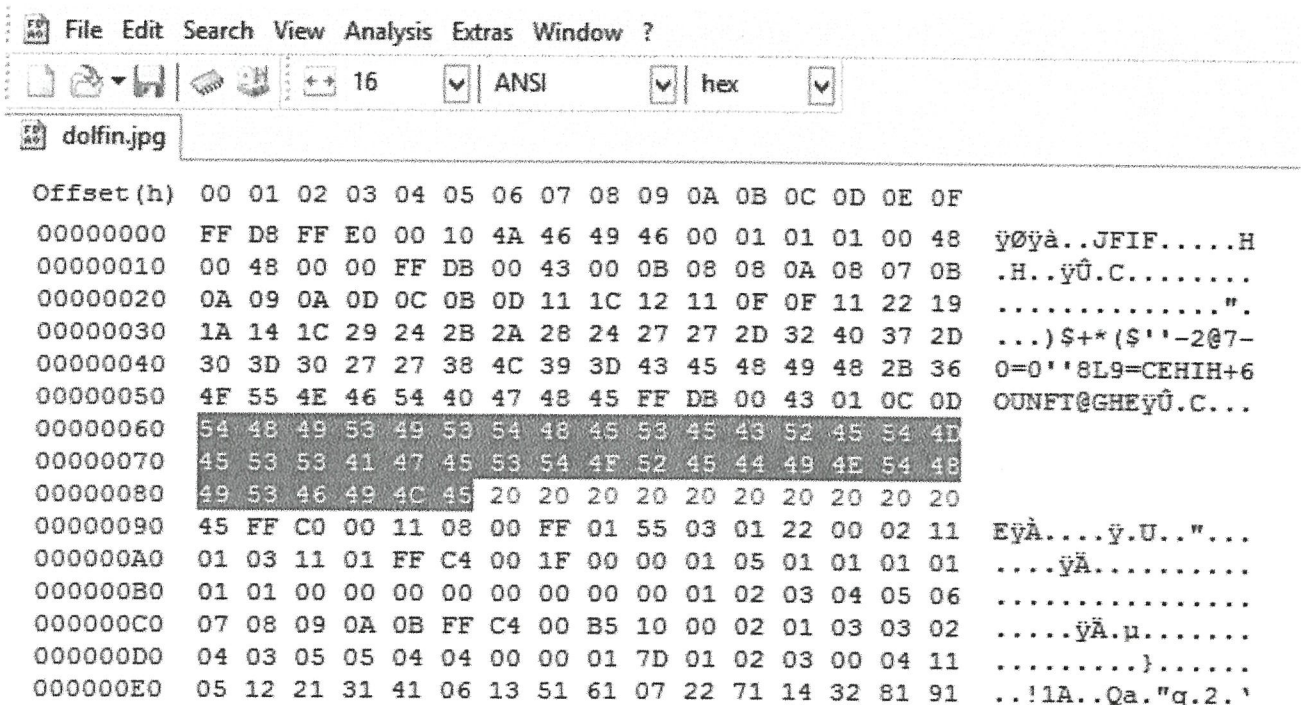 File Edit Search View Analysis Extras Window ?
16 ANSI hex
dolfin.jpg
Offset(h) 00 01 02 03 04 05 06 07 08 09 0A 0B 0C 0D 0E 0F
00000000 FF D8 FF E0 00 10 4A 46 49 46 00 01 01 01 00 48 ÿØÿà..JFIF.....H
00000010 00 48 00 00 FF DB 00 43 00 0B 08 08 0A 08 07 0B .H..ÿÛ.C........
00000020 0A 09 0A 0D 0C 0B 0D 11 1C 12 11 0F 0F 11 22 19 ..............".
00000030 1A 14 1C 29 24 2B 2A 28 24 27 27 2D 32 40 37 2D ...)$+*($''-2@7-
00000040 30 3D 30 27 27 38 4C 39 3D 43 45 48 49 48 2B 36 0=0''8L9=CEHIH+6
00000050 4F 55 4E 46 54 40 47 48 45 FF DB 00 43 01 0C 0D OUNFT@GHEÿÛ.C...
00000060 54 48 49 53 49 53 54 48 45 53 45 43 52 45 54 4D
00000070 45 53 53 41 47 45 53 54 4F 52 45 44 49 4E 54 48
00000080 49 53 46 49 4C 45 20 20 20 20 20 20 20 20 20 20
00000090 45 FF C0 00 11 08 00 FF 01 55 03 01 22 00 02 11 EÿÀ....ÿ.U.."...
000000A0 01 03 11 01 FF C4 00 1F 00 00 01 05 01 01 01 01 ....ÿÄ..........
000000B0 01 01 00 00 00 00 00 00 00 00 01 02 03 04 05 06 ................
000000C0 07 08 09 0A 0B FF C4 00 B5 10 00 02 01 03 03 02 .....ÿÄ.µ.......
000000D0 04 03 05 05 04 04 00 00 01 7D 01 02 03 00 04 11 .........}......
000000E0 05 12 21 31 41 06 13 51 61 07 22 71 14 32 81 91 ..!1A..Qa."q.2.‘